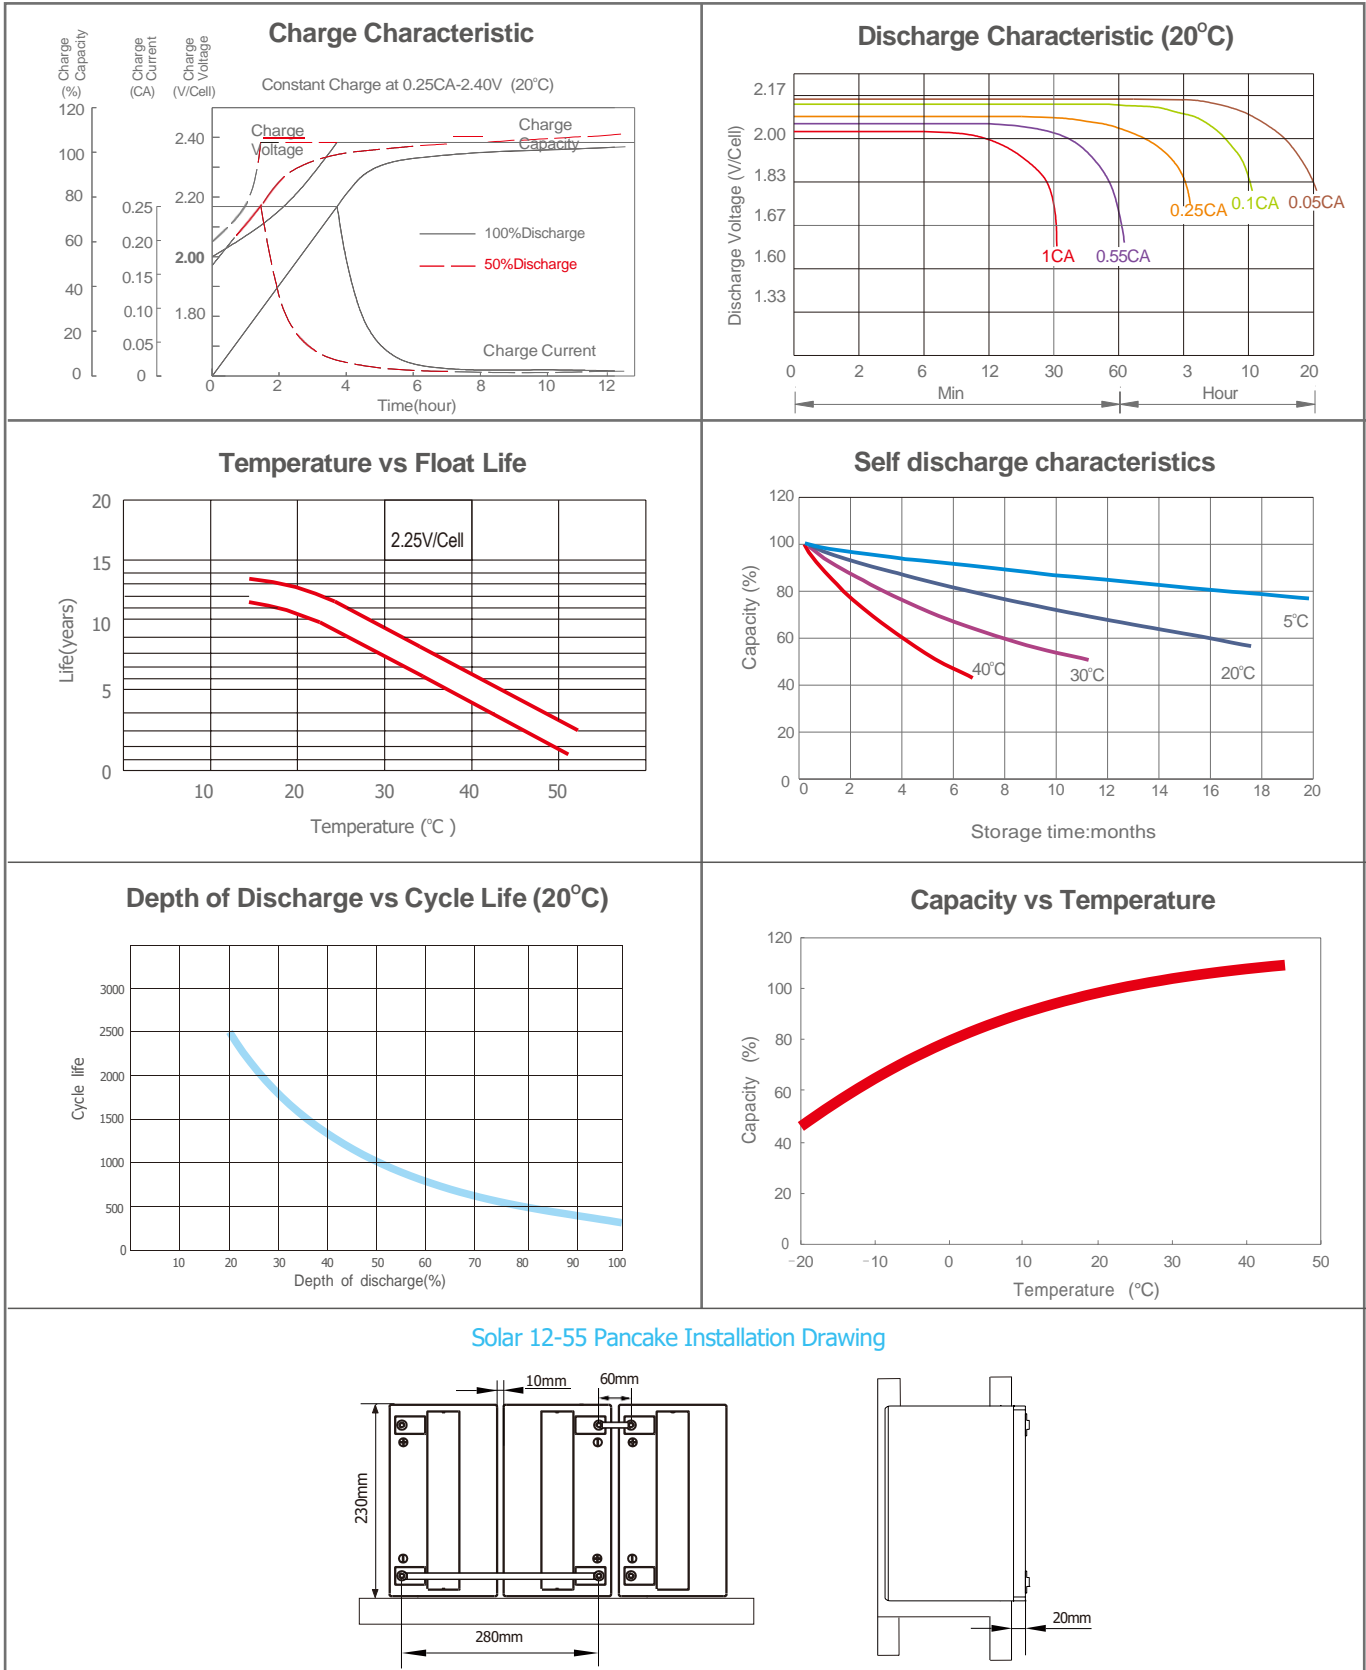 Charge Characteristic
Charge
Capacity
(%)
Charge
Current
(CA)
Charge
Voltage
(V/Cell)
Constant Charge at 0.25CA-2.40V (20°C)
120
100
80
60
40
20
0
0.25
0.20
0.15
0.10
0.05
0
2.40
2.20
2.00
1.80
Charge
Voltage
Charge
Capacity
100%Discharge
50%Discharge
Charge Current
0 2 4 6 8 10 12
Time(hour)
Discharge Characteristic (20°C)
Discharge Voltage (V/Cell)
2.17
2.00
1.83
1.67
1.60
1.33
1CA
0.55CA
0.25CA
0.1CA
0.05CA
0 2 6 12 30 60 3 10 20
Min
Hour
Temperature vs Float Life
Life(years)
20
15
10
5
0
2.25V/Cell
10 20 30 40 50
Temperature (°C )
Self discharge characteristics
Capacity (%)
120
100
80
60
40
20
0
40°C
30°C
20°C
5°C
0 2 4 6 8 10 12 14 16 18 20
Storage time:months
Depth of Discharge vs Cycle Life (20°C)
Cycle life
3000
2500
2000
1500
1000
500
0
10 20 30 40 50 60 70 80 90 100
Depth of discharge(%)
Capacity vs Temperature
Capacity (%)
120
100
80
60
40
20
0
-20 -10 0 10 20 30 40 50
Temperature (°C)
Solar 12-55 Pancake Installation Drawing
10mm
60mm
230mm
280mm
20mm